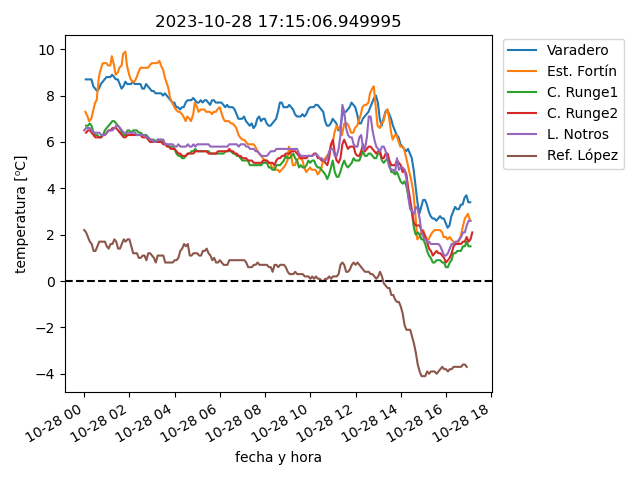 2023-10-28 17:15:06.949995
10
8
6
4
2
0
−2
−4
temperatura [ºC]
10-28 00
10-28 02
10-28 04
10-28 06
10-28 08
10-28 10
10-28 12
10-28 14
10-28 16
10-28 18
fecha y hora
Varadero
Est. Fortín
C. Runge1
C. Runge2
L. Notros
Ref. López